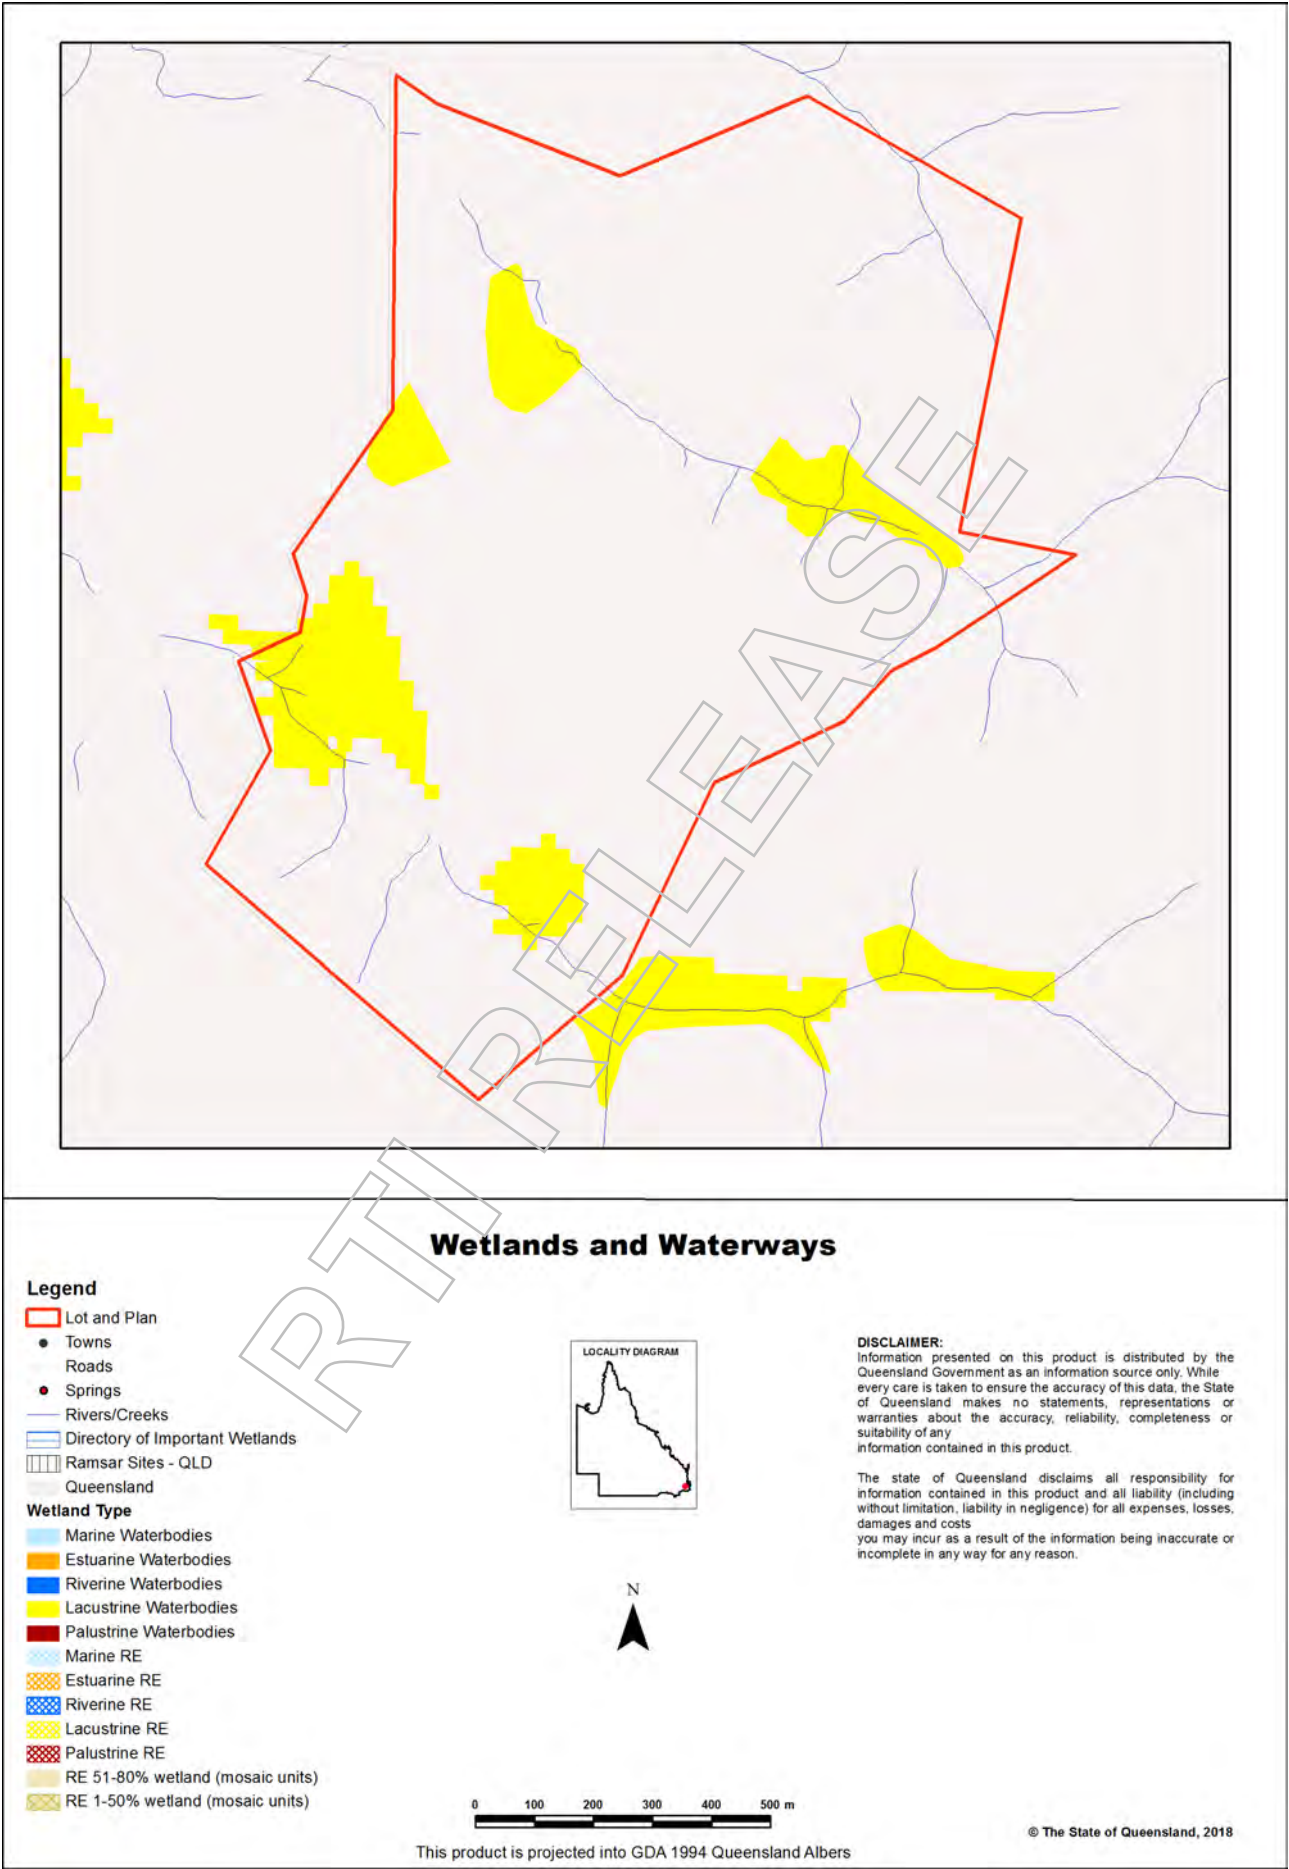 RTI RELEASE
Wetlands and Waterways
Legend
Lot and Plan
Towns
Roads
Springs
Rivers/Creeks
Directory of Important Wetlands
Ramsar Sites - QLD
Queensland
Wetland Type
Marine Waterbodies
Estuarine Waterbodies
Riverine Waterbodies
Lacustrine Waterbodies
Palustrine Waterbodies
Marine RE
Estuarine RE
Riverine RE
Lacustrine RE
Palustrine RE
RE 51-80% wetland (mosaic units)
RE 1-50% wetland (mosaic units)
LOCALITY DIAGRAM
N
0 100 200 300 400 500 m
This product is projected into GDA 1994 Queensland Albers
DISCLAIMER:
Information presented on this product is distributed by the
Queensland Government as an information source only. While
every care is taken to ensure the accuracy of this data, the State
of Queensland makes no statements, representations or
warranties about the accuracy, reliability, completeness or
suitability of any
information contained in this product.
The state of Queensland disclaims all responsibility for
information contained in this product and all liability (including
without limitation, liability in negligence) for all expenses, losses,
damages and costs
you may incur as a result of the information being inaccurate or
incomplete in any way for any reason.
© The State of Queensland, 2018